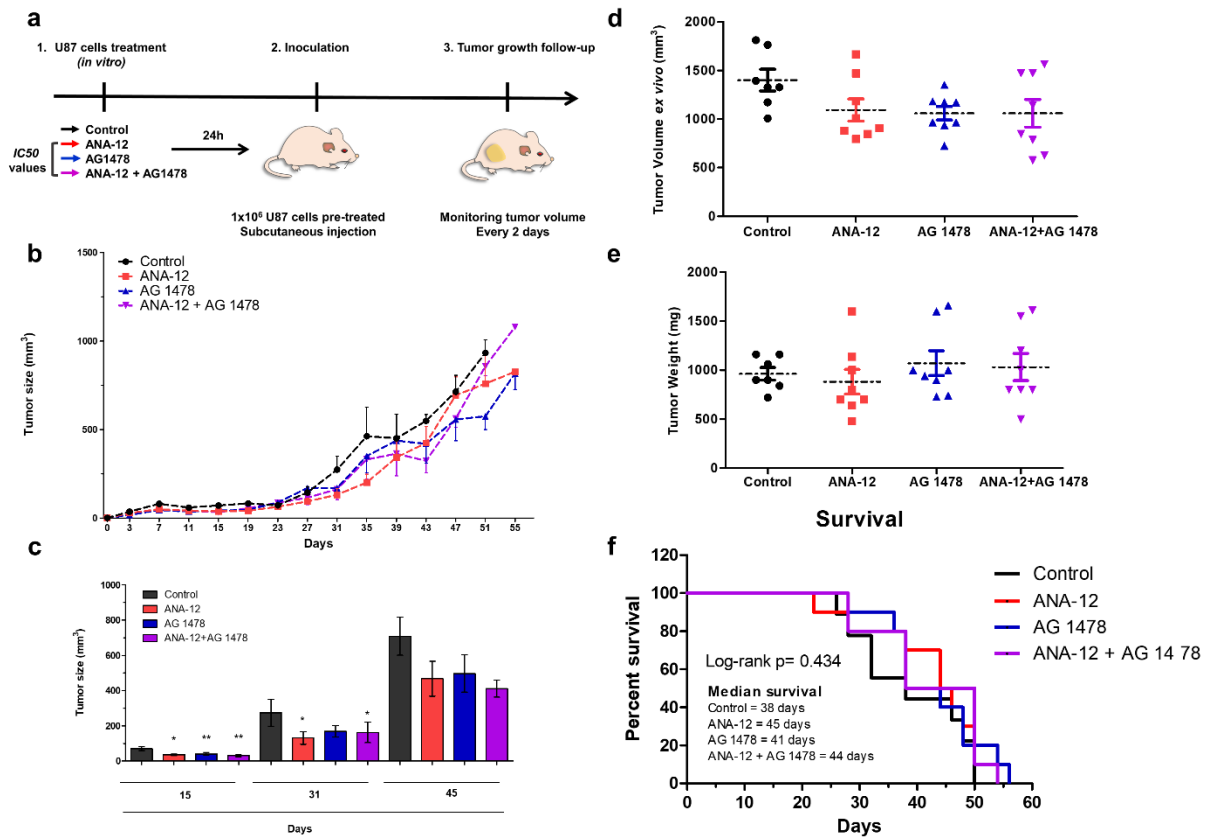 a
1. U87 cells treatment
(in vitro)
2. Inoculation
3. Tumor growth follow-up
IC50
values
Control
ANA-12
AG1478
ANA-12 + AG1478
24h
1x10⁶ U87 cells pre-treated
Subcutaneous injection
Monitoring tumor volume
Every 2 days
b
Control
ANA-12
AG 1478
ANA-12 + AG 1478
Tumor size (mm³)
1500
1000
500
0
0 3 7 11 15 19 23 27 31 35 39 43 47 51 55
Days
c
Control
ANA-12
AG 1478
ANA-12+AG 1478
Tumor size (mm³)
1000
800
600
400
200
0
* ** ** * *
15 31 45
Days
d
Tumor Volume ex vivo (mm³)
2000
1500
1000
500
0
Control ANA-12 AG 1478 ANA-12+AG 1478
e
Tumor Weight (mg)
2000
1500
1000
500
0
Control ANA-12 AG 1478 ANA-12+AG 1478
Survival
f
Percent survival
120
100
80
60
40
20
0
Control
ANA-12
AG 1478
ANA-12 + AG 14 78
Log-rank p= 0.434
Median survival
Control = 38 days
ANA-12 = 45 days
AG 1478 = 41 days
ANA-12 + AG 1478 = 44 days
0 10 20 30 40 50 60
Days